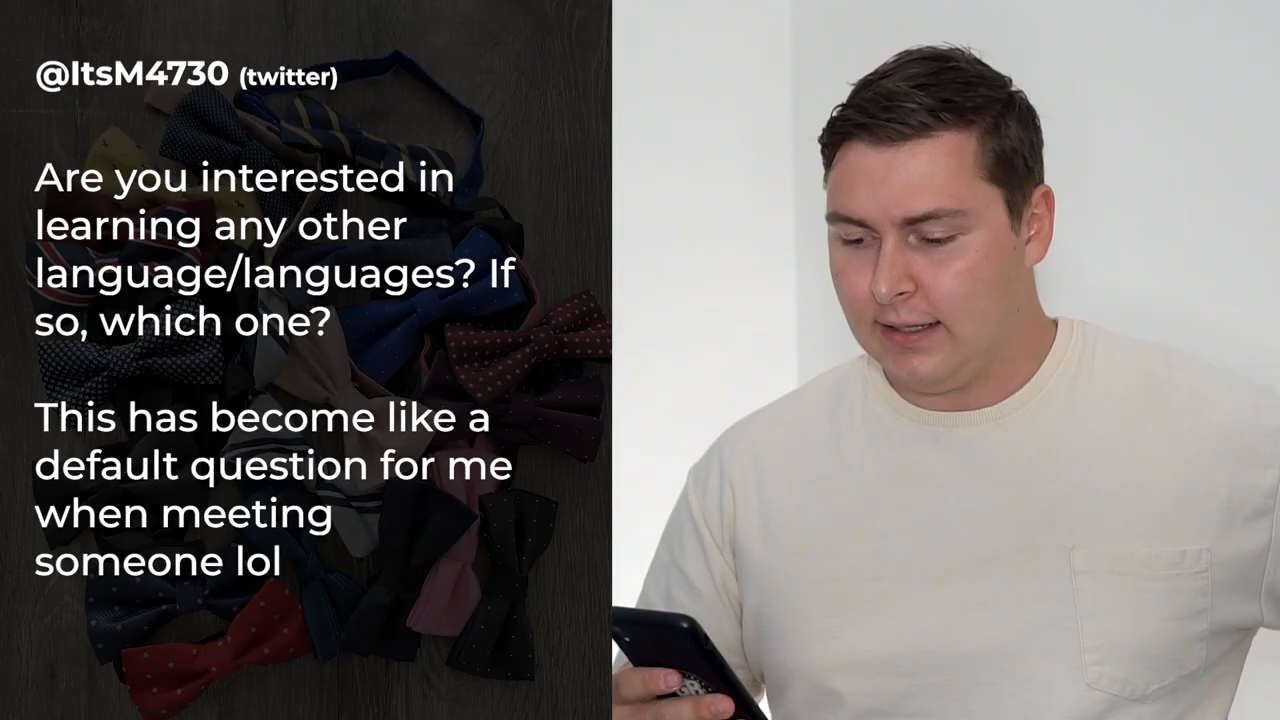 @ItsM4730 (twitter)
Are you interested in
learning any other
language/languages? If
so, which one?
This has become like a
default question for me
when meeting
someone lol